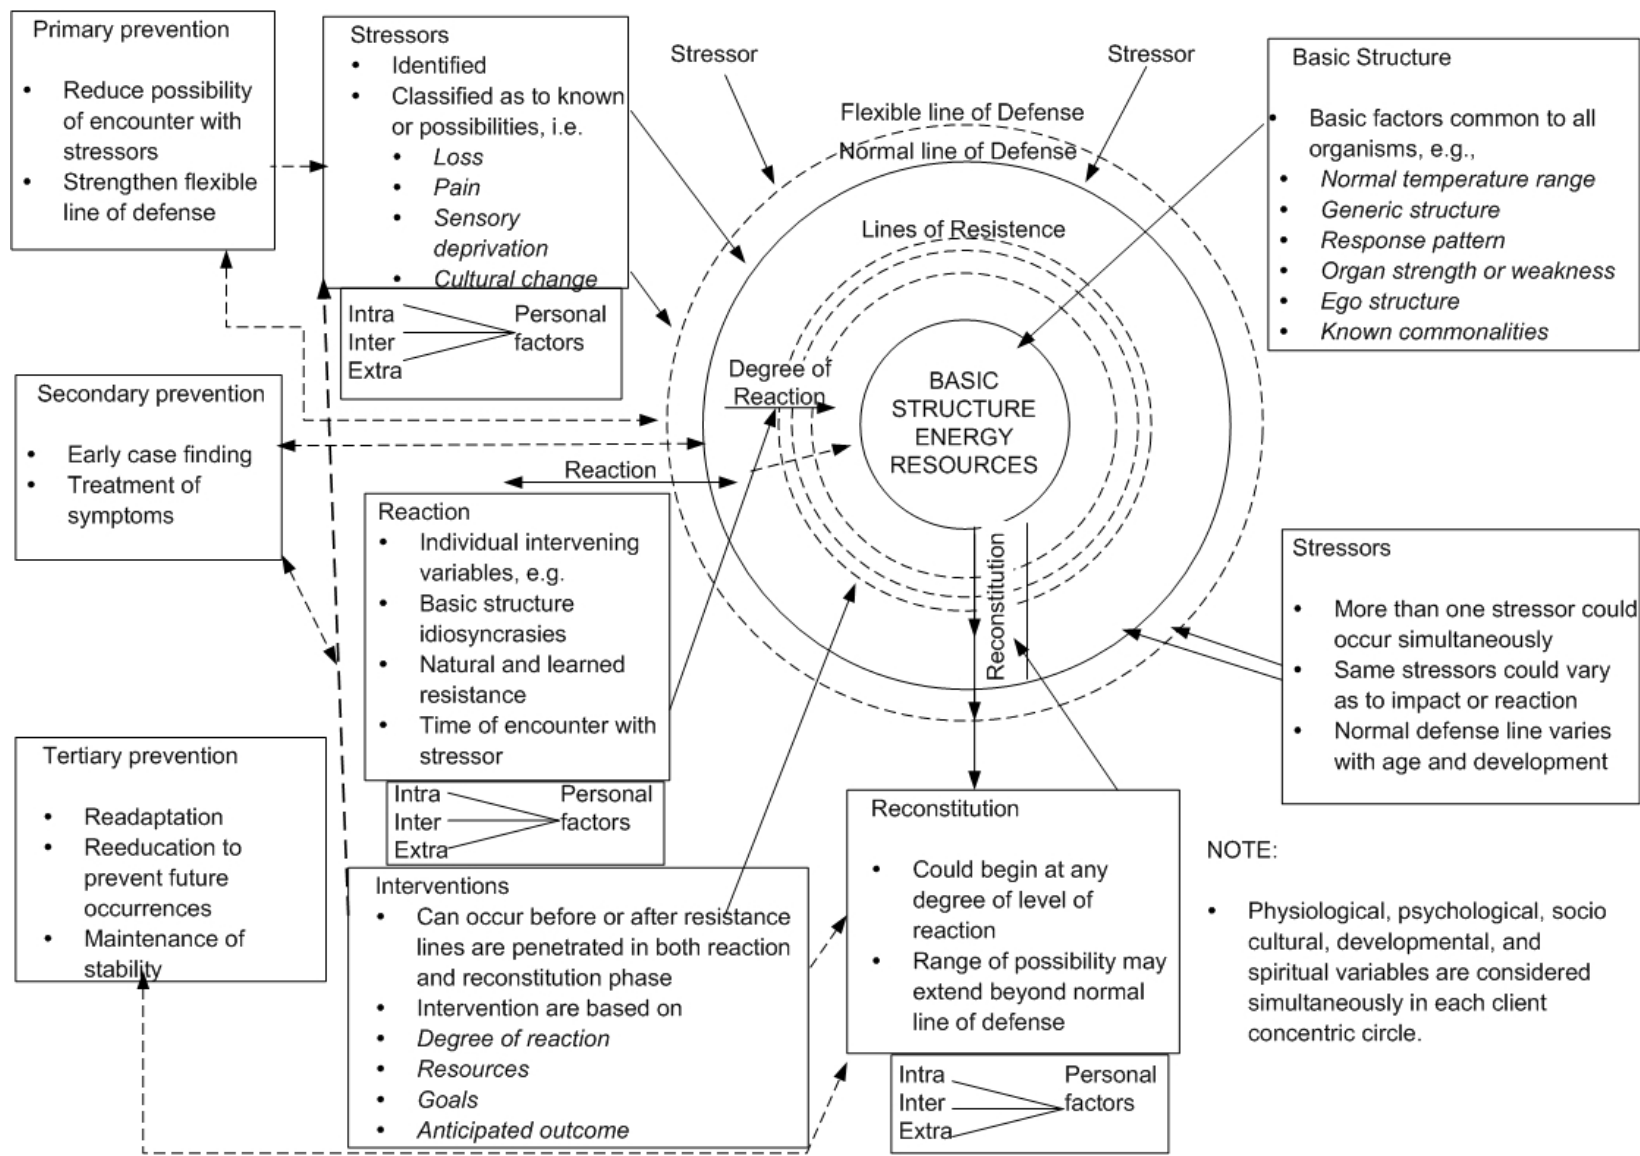 Primary prevention
• Reduce possibility
of encounter with
stressors
• Strengthen flexible
line of defense
Stressors
• Identified
• Classified as to known
or possibilities, i.e.
• Loss
• Pain
• Sensory
deprivation
• Cultural change
Intra
Inter
Extra
Personal
factors
Stressor
Stressor
Flexible line of Defense
Normal line of Defense
Lines of Resistence
Degree of
Reaction
BASIC
STRUCTURE
ENERGY
RESOURCES
Reaction
Reconstitution
Basic Structure
• Basic factors common to all
organisms, e.g.,
• Normal temperature range
• Generic structure
• Response pattern
• Organ strength or weakness
• Ego structure
• Known commonalities
Secondary prevention
• Early case finding
• Treatment of
symptoms
Reaction
• Individual intervening
variables, e.g.
• Basic structure
idiosyncrasies
• Natural and learned
resistance
• Time of encounter with
stressor
Intra
Inter
Extra
Personal
factors
Stressors
• More than one stressor could
occur simultaneously
• Same stressors could vary
as to impact or reaction
• Normal defense line varies
with age and development
Tertiary prevention
• Readaptation
• Reeducation to
prevent future
occurrences
• Maintenance of
stability
Interventions
• Can occur before or after resistance
lines are penetrated in both reaction
and reconstitution phase
• Intervention are based on
• Degree of reaction
• Resources
• Goals
• Anticipated outcome
Reconstitution
• Could begin at any
degree of level of
reaction
• Range of possibility may
extend beyond normal
line of defense
Intra
Inter
Extra
Personal
factors
NOTE:
• Physiological, psychological, socio
cultural, developmental, and
spiritual variables are considered
simultaneously in each client
concentric circle.